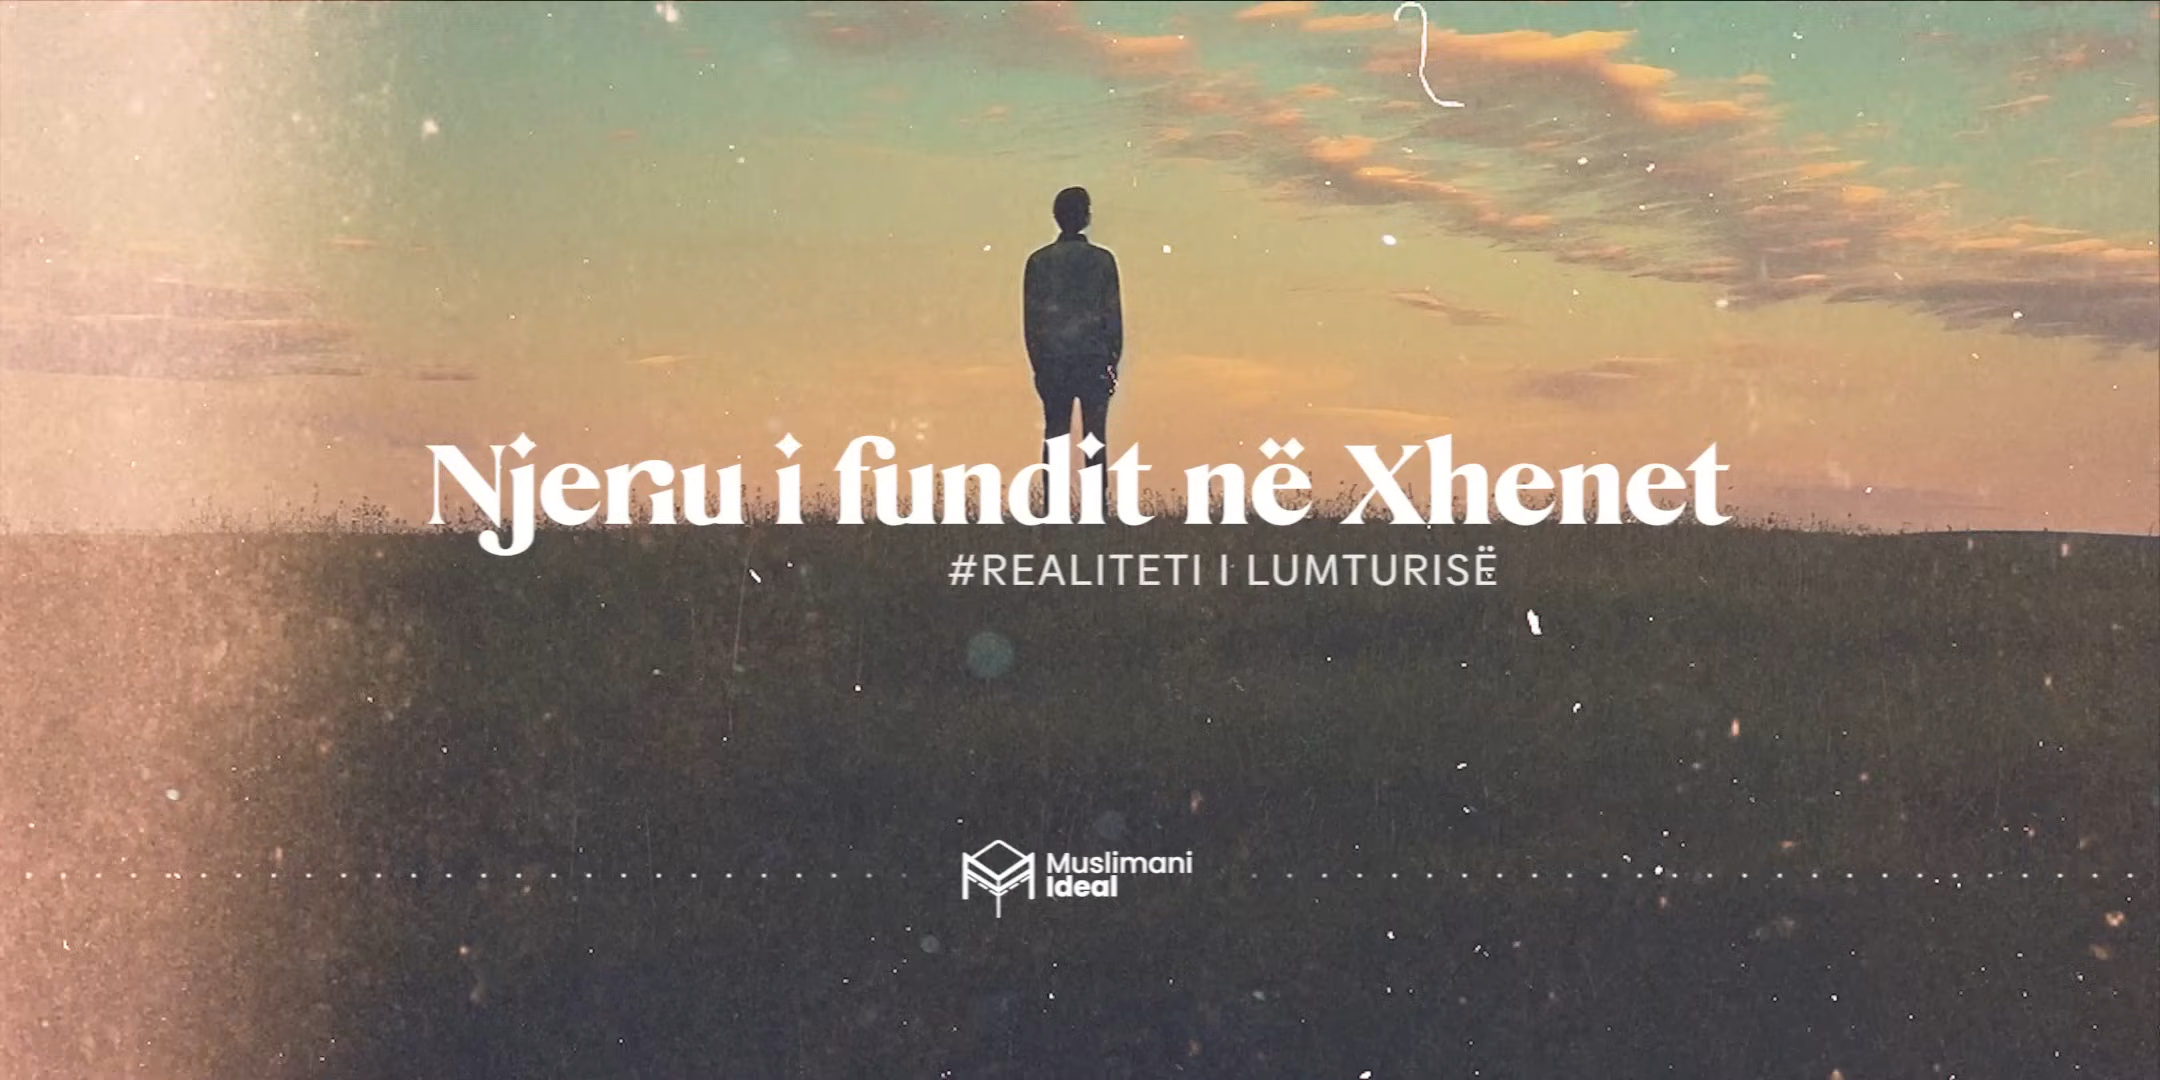 Njeriu i fundit në Xhenet
#REALITETI I LUMTURISË
Muslimani
Ideal